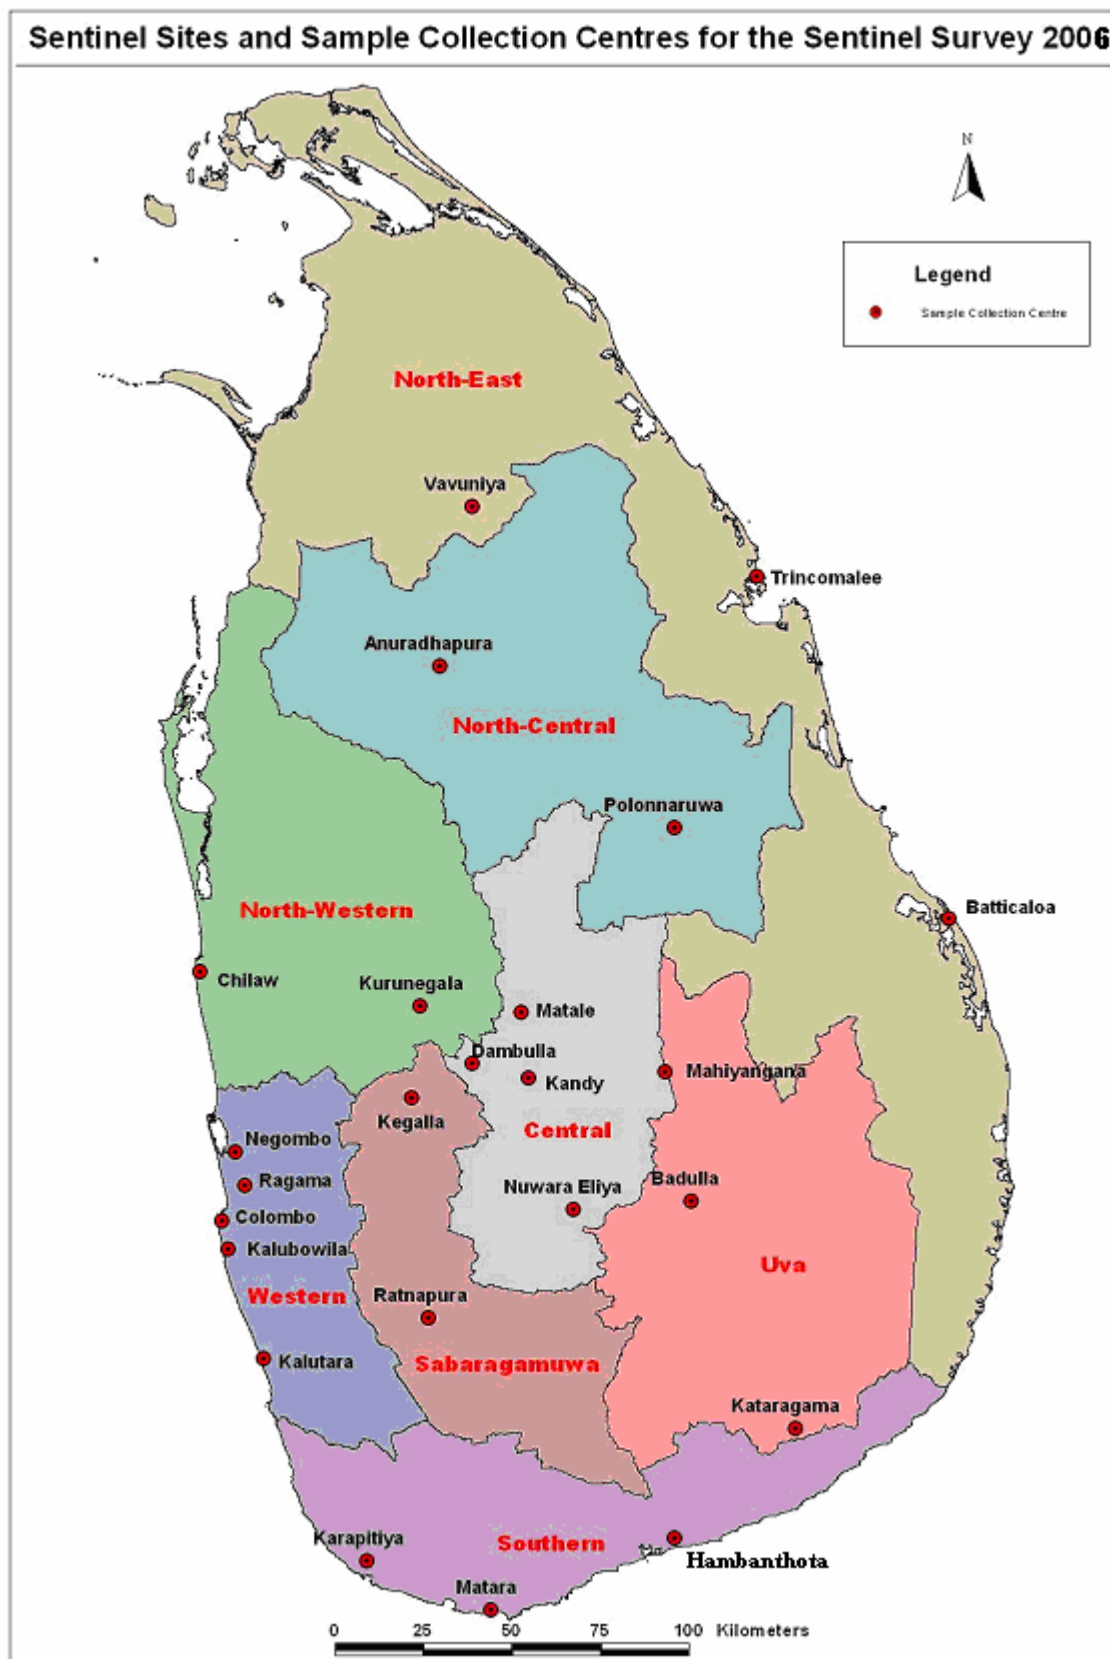 Sentinel Sites and Sample Collection Centres for the Sentinel Survey 2006
N
Legend
Sample Collection Centre
North-East
Vavuniya
Trincomalee
Anuradhapura
North-Central
Polonnaruwa
Batticaloa
North-Western
Chilaw
Kurunegala
Matale
Dambulla
Kandy
Mahiyangana
Kegalla
Central
Negombo
Ragama
Nuwara Eliya
Badulla
Colombo
Kalubowila
Uva
Western
Ratnapura
Kalutara
Sabaragamuwa
Kataragama
Karapitiya
Southern
Hambanthota
Matara
0 25 50 75 100 Kilometers